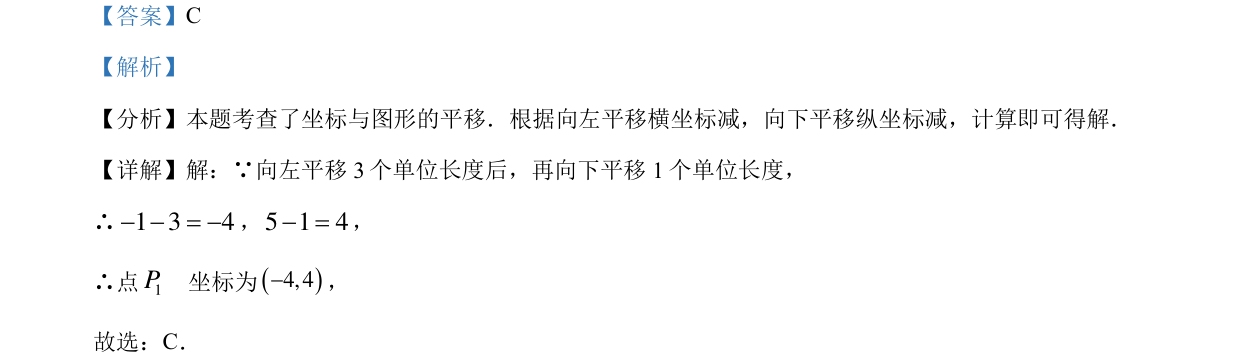 【答案】C
【解析】
【分析】本题考查了坐标与图形的平移．根据向左平移横坐标减，向下平移纵坐标减，计算即可得解．
【详解】解：∵向左平移 3 个单位长度后，再向下平移 1 个单位长度，
∴ −1−3=−4，5−1=4，
∴点 P₁ 坐标为(−4,4)，
故选：C．